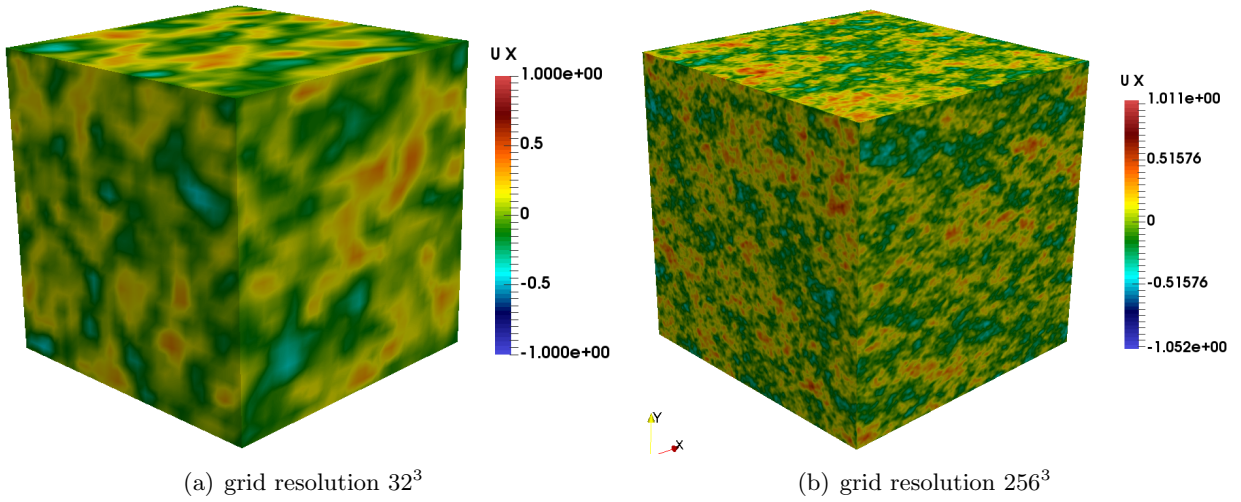 U X
1.000e+00
0.5
0
-0.5
-1.000e+00
U X
1.011e+00
0.51576
0
-0.51576
-1.052e+00
Y
X
(a) grid resolution 32³
(b) grid resolution 256³